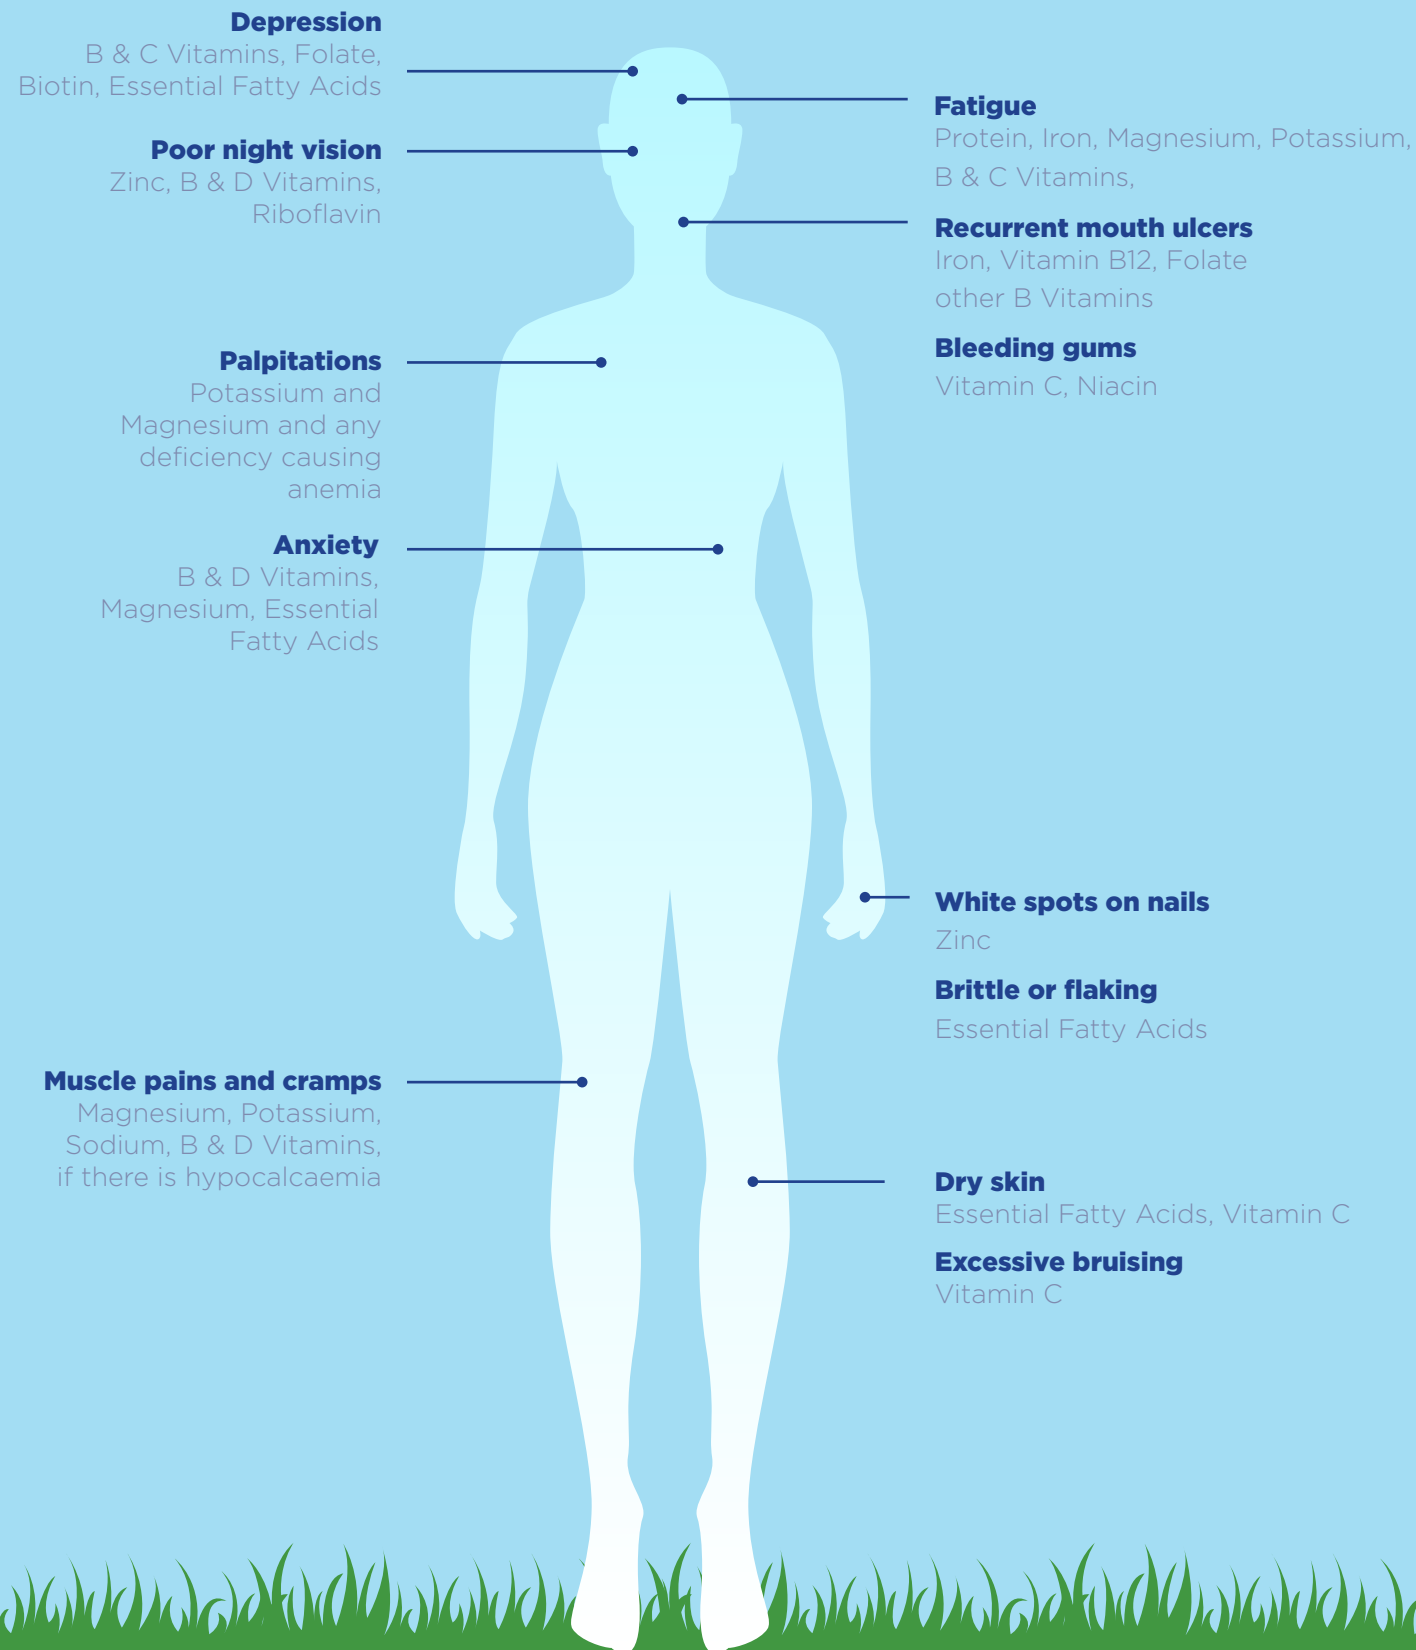 Depression
B & C Vitamins, Folate,
Biotin, Essential Fatty Acids
Poor night vision
Zinc, B & D Vitamins,
Riboflavin
Palpitations
Potassium and
Magnesium and any
deficiency causing
anemia
Anxiety
B & D Vitamins,
Magnesium, Essential
Fatty Acids
Muscle pains and cramps
Magnesium, Potassium,
Sodium, B & D Vitamins,
if there is hypocalcaemia
Fatigue
Protein, Iron, Magnesium, Potassium,
B & C Vitamins,
Recurrent mouth ulcers
Iron, Vitamin B12, Folate
other B Vitamins
Bleeding gums
Vitamin C, Niacin
White spots on nails
Zinc
Brittle or flaking
Essential Fatty Acids
Dry skin
Essential Fatty Acids, Vitamin C
Excessive bruising
Vitamin C